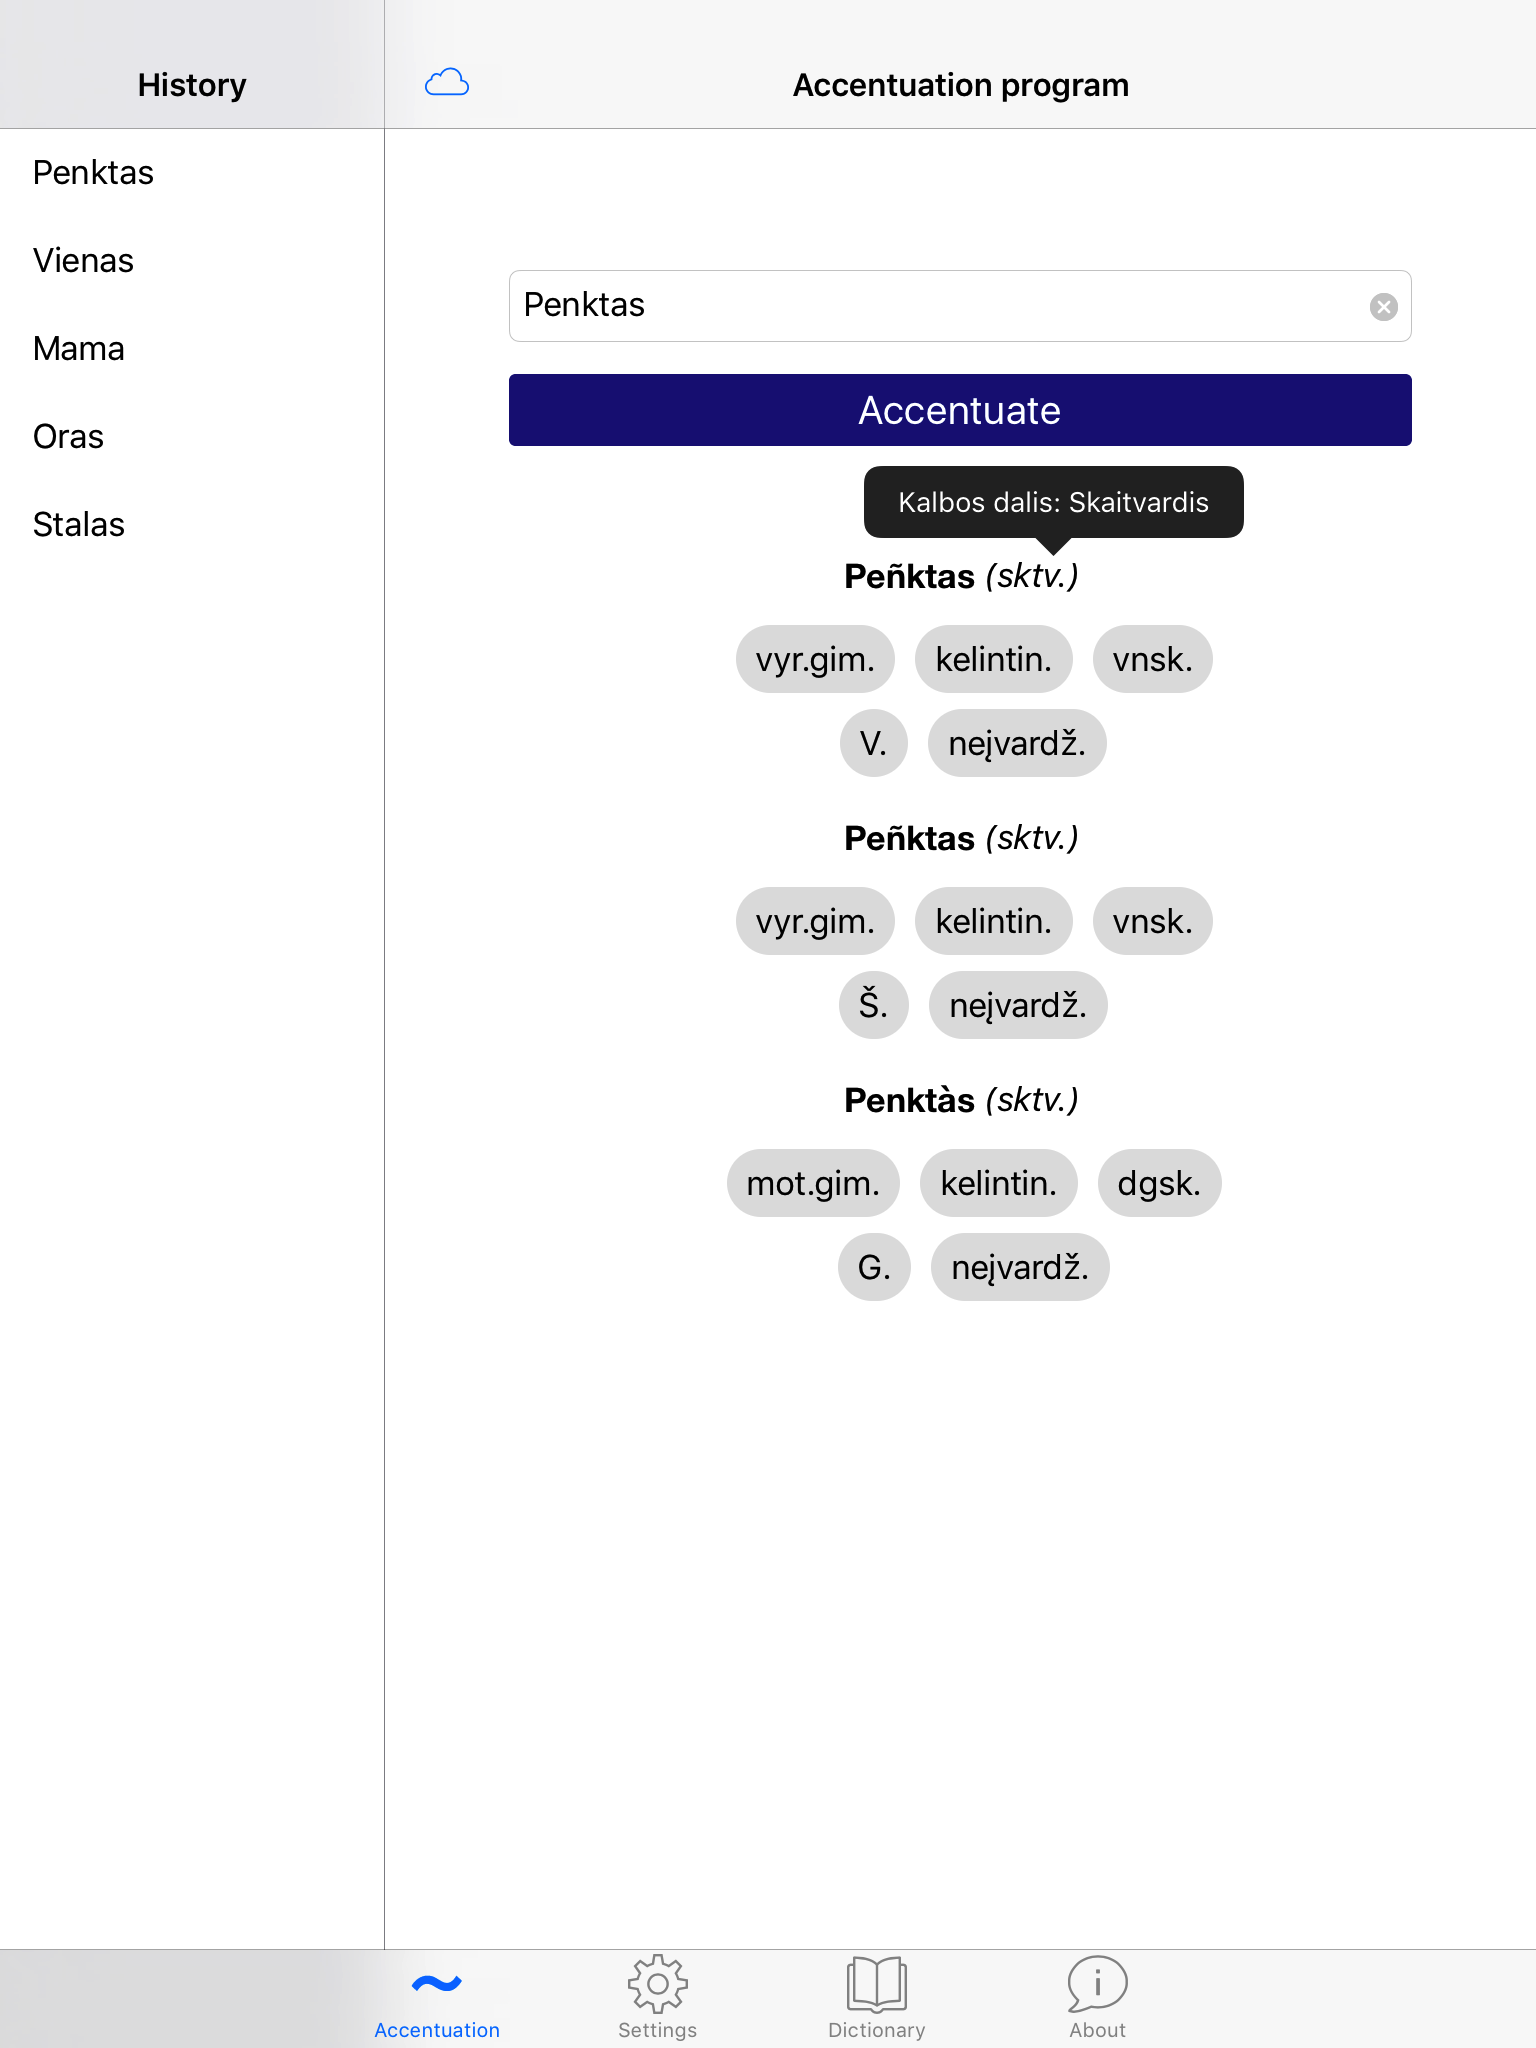 History
Accentuation program
Penktas
Vienas
Mama
Oras
Stalas
Penktas
Accentuate
Kalbos dalis: Skaitvardis
Peñktas (sktv.)
vyr.gim. kelintin. vnsk.
V. neįvardž.
Peñktas (sktv.)
vyr.gim. kelintin. vnsk.
Š. neįvardž.
Penktàs (sktv.)
mot.gim. kelintin. dgsk.
G. neįvardž.
Accentuation Settings Dictionary About